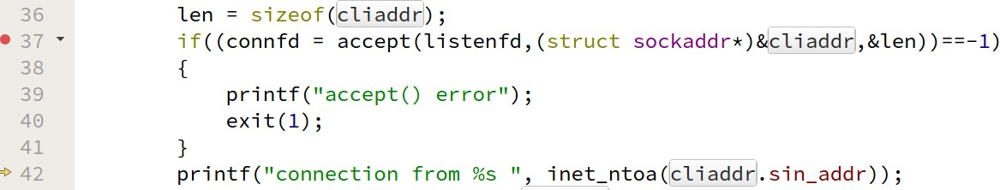 36 len = sizeof(cliaddr);
37 if((connfd = accept(listenfd,(struct sockaddr*)&cliaddr,&len))==-1)
38 {
39 printf("accept() error");
40 exit(1);
41 }
42 printf("connection from %s ", inet_ntoa(cliaddr.sin_addr));